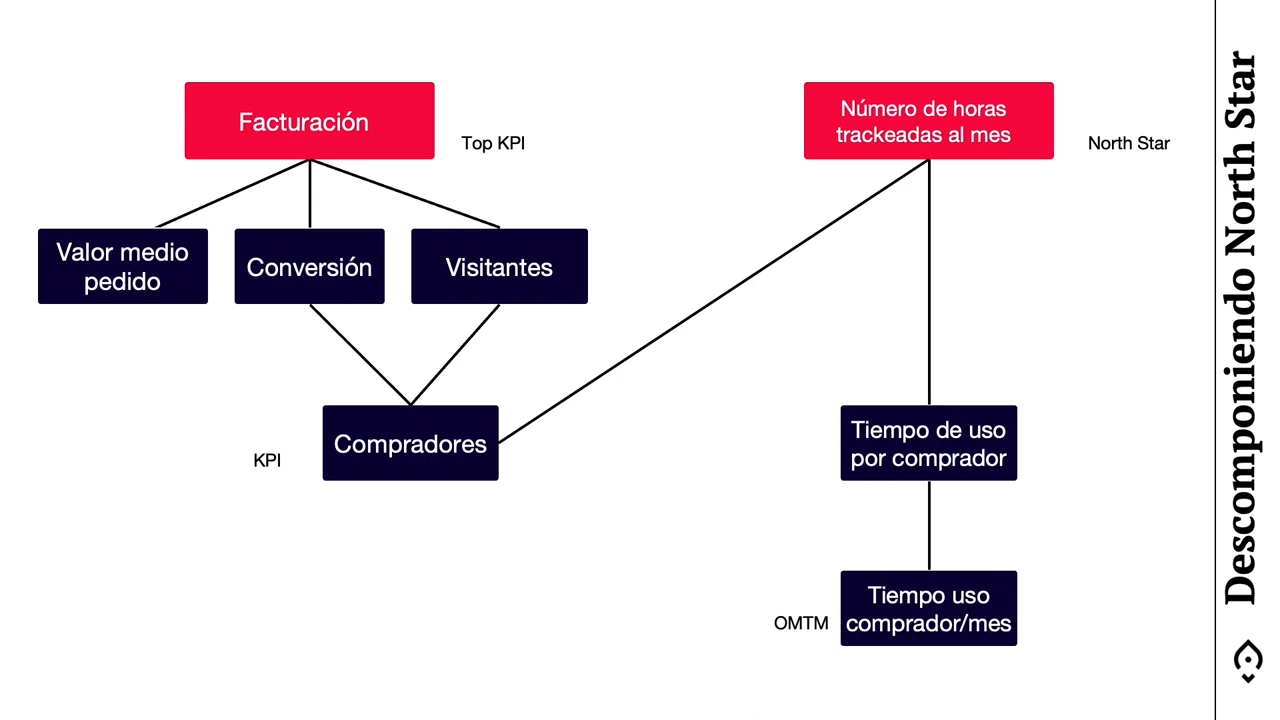 Facturación
Top KPI
Número de horas
trackeadas al mes
North Star
Valor medio
pedido
Conversión
Visitantes
Compradores
KPI
Tiempo de uso
por comprador
Tiempo uso
comprador/mes
OMTM
Descomponiendo North Star